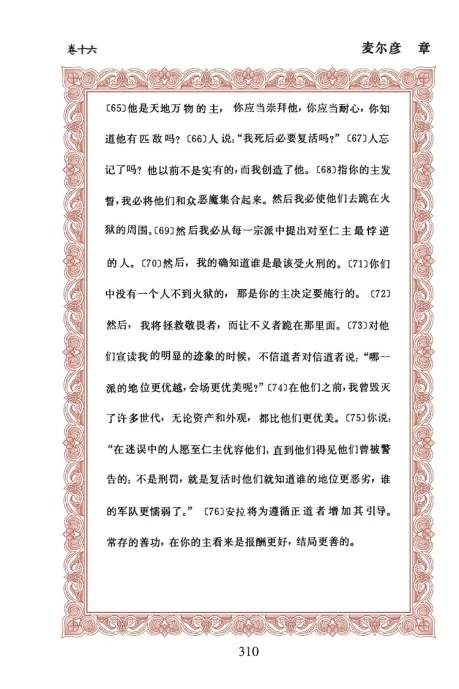 卷十六
麦尔彦 章
〔65〕他是天地万物的主， 你应当崇拜他，你应当耐心，你知
道他有匹敌吗？〔66〕人说：“我死后必要复活吗？”〔67〕人忘
记了吗？他以前不是实有的，而我创造了他。〔68〕指你的主发
誓，我必将他们和众恶魔集合起来。然后我必使他们去跪在火
狱的周围。〔69〕然后我必从每一宗派中提出对至仁主最悖逆
的人。〔70〕然后，我的确知道谁是最该受火刑的。〔71〕你们
中没有一个人不到火狱的， 那是你的主决定要施行的。〔72〕
然后，我将拯救敬畏者，而让不义者跪在那里面。〔73〕对他
们宣读我的明显的迹象的时候，不信道者对信道者说：“哪一
派的地位更优越，会场更优美呢？”〔74〕在他们之前，我曾毁灭
了许多世代，无论资产和外观， 都比他们更优美。〔75〕你说：
“在迷误中的人愿至仁主优容他们，直到他们得见他们曾被警
告的：不是刑罚，就是复活时他们就知道谁的地位更恶劣，谁
的军队更懦弱了。”〔76〕安拉将为遵循正道者增加其引导。
常存的善功，在你的主看来是报酬更好，结局更善的。
310